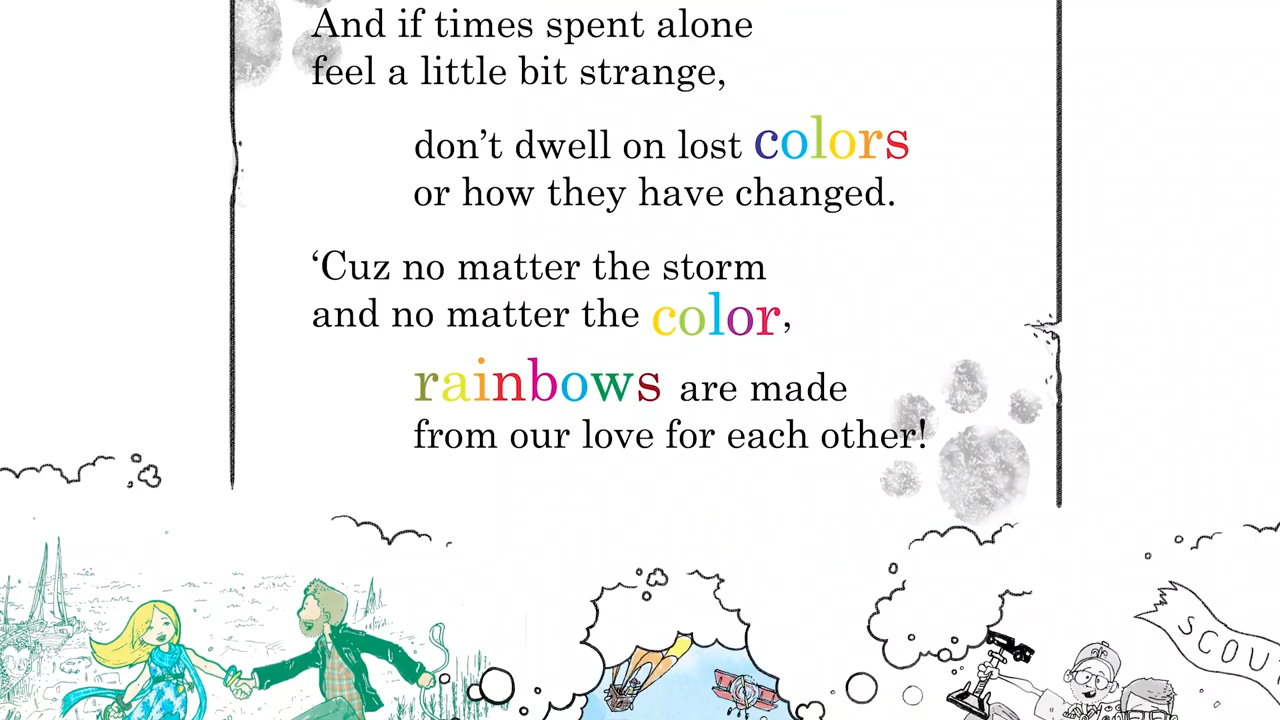 And if times spent alone
feel a little bit strange,
don’t dwell on lost colors
or how they have changed.
‘Cuz no matter the storm
and no matter the color,
rainbows are made
from our love for each other!